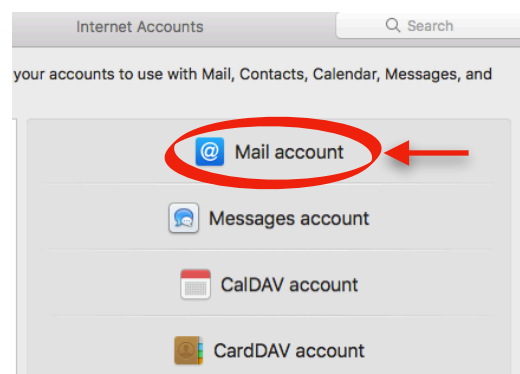 Internet Accounts
Search
your accounts to use with Mail, Contacts, Calendar, Messages, and
@ Mail account
Messages account
CalDAV account
CardDAV account